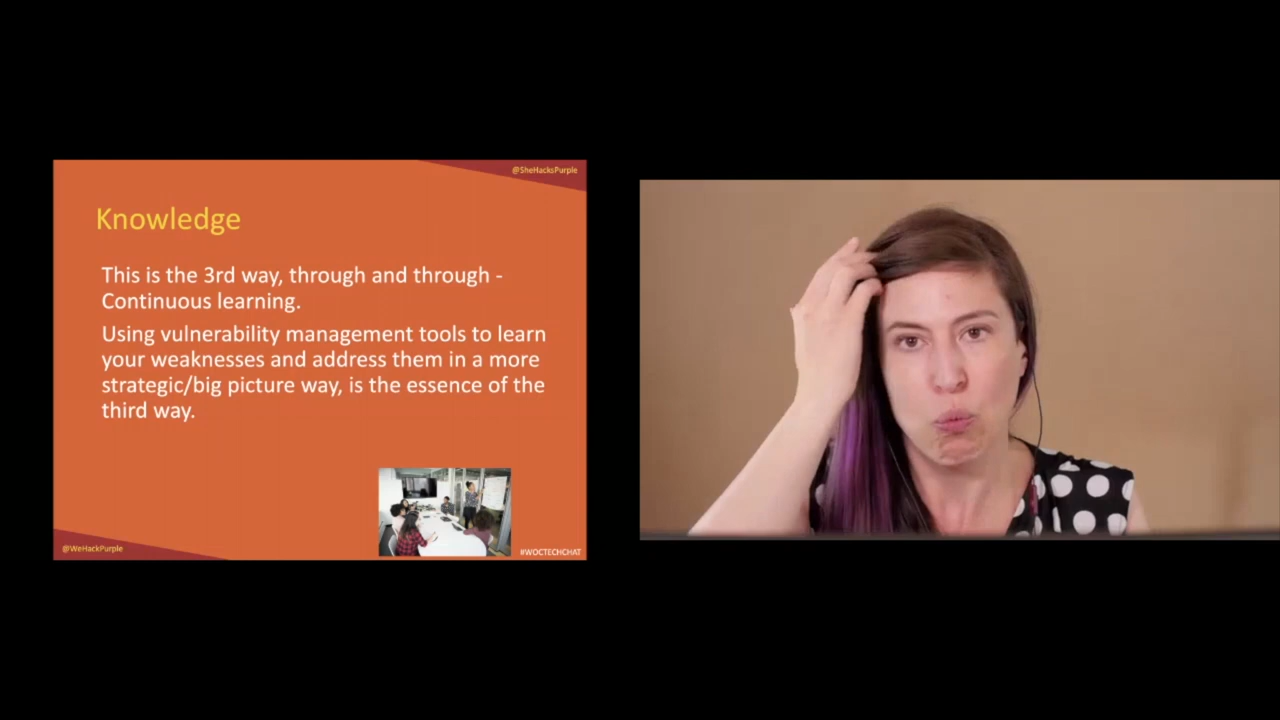 @SheHacksPurple
Knowledge
This is the 3rd way, through and through -
Continuous learning.
Using vulnerability management tools to learn
your weaknesses and address them in a more
strategic/big picture way, is the essence of the
third way.
@WeHackPurple
#WOCTECHCHAT